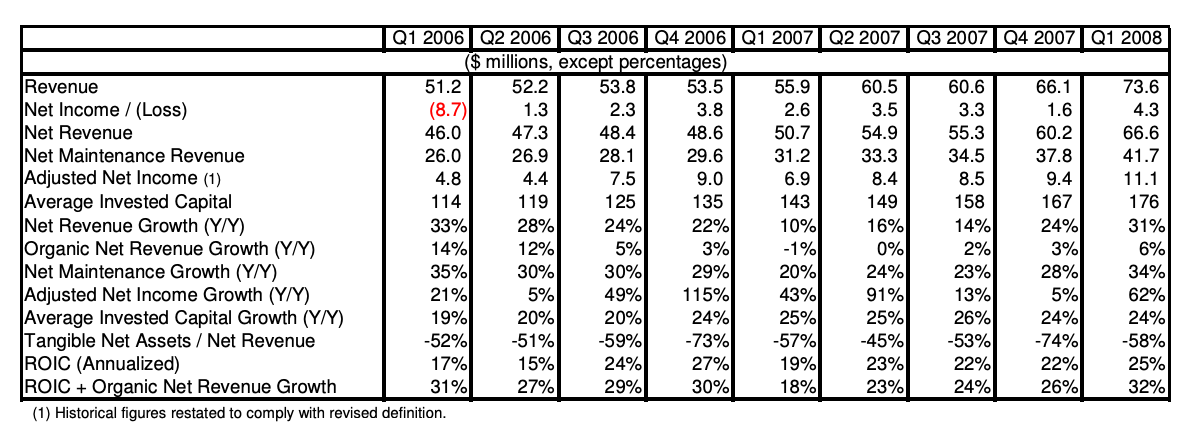 Q1 2006 Q2 2006 Q3 2006 Q4 2006 Q1 2007 Q2 2007 Q3 2007 Q4 2007 Q1 2008
($ millions, except percentages)
Revenue 51.2 52.2 53.8 53.5 55.9 60.5 60.6 66.1 73.6
Net Income / (Loss) (8.7) 1.3 2.3 3.8 2.6 3.5 3.3 1.6 4.3
Net Revenue 46.0 47.3 48.4 48.6 50.7 54.9 55.3 60.2 66.6
Net Maintenance Revenue 26.0 26.9 28.1 29.6 31.2 33.3 34.5 37.8 41.7
Adjusted Net Income (1) 4.8 4.4 7.5 9.0 6.9 8.4 8.5 9.4 11.1
Average Invested Capital 114 119 125 135 143 149 158 167 176
Net Revenue Growth (Y/Y) 33% 28% 24% 22% 10% 16% 14% 24% 31%
Organic Net Revenue Growth (Y/Y) 14% 12% 5% 3% -1% 0% 2% 3% 6%
Net Maintenance Growth (Y/Y) 35% 30% 30% 29% 20% 24% 23% 28% 34%
Adjusted Net Income Growth (Y/Y) 21% 5% 49% 115% 43% 91% 13% 5% 62%
Average Invested Capital Growth (Y/Y) 19% 20% 20% 24% 25% 25% 26% 24% 24%
Tangible Net Assets / Net Revenue -52% -51% -59% -73% -57% -45% -53% -74% -58%
ROIC (Annualized) 17% 15% 24% 27% 19% 23% 22% 22% 25%
ROIC + Organic Net Revenue Growth 31% 27% 29% 30% 18% 23% 24% 26% 32%
(1) Historical figures restated to comply with revised definition.